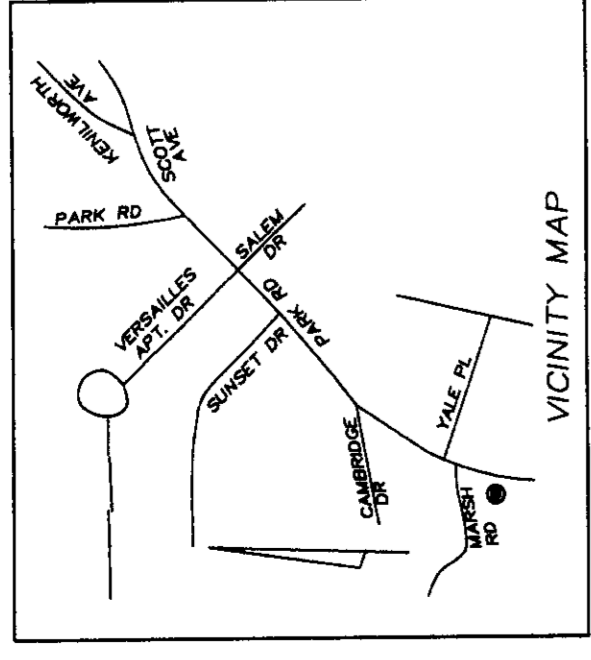 KENILWORTH
AVE
SCOTT
AVE
PARK RD
VERSAILLES
APT. DR
SALEM
DR
SUNSET DR
PARK RD
CAMBRIDGE
DR
YALE PL
MARSH
RD
VICINITY MAP